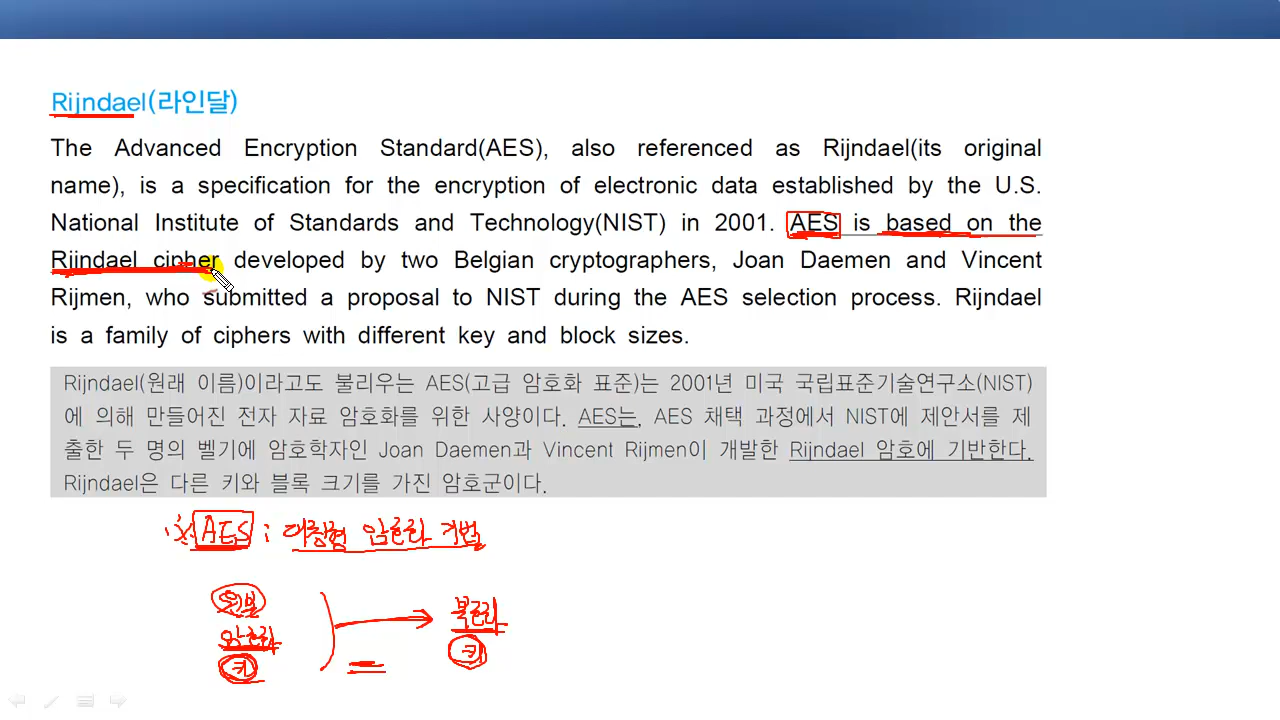 Rijndael(라인달)
The Advanced Encryption Standard(AES), also referenced as Rijndael(its original
name), is a specification for the encryption of electronic data established by the U.S.
National Institute of Standards and Technology(NIST) in 2001. AES is based on the
Rijndael cipher developed by two Belgian cryptographers, Joan Daemen and Vincent
Rijmen, who submitted a proposal to NIST during the AES selection process. Rijndael
is a family of ciphers with different key and block sizes.
Rijndael(원래 이름)이라고도 불리우는 AES(고급 암호화 표준)는 2001년 미국 국립표준기술연구소(NIST)
에 의해 만들어진 전자 자료 암호화를 위한 사양이다. AES는, AES 채택 과정에서 NIST에 제안서를 제
출한 두 명의 벨기에 암호학자인 Joan Daemen과 Vincent Rijmen이 개발한 Rijndael 암호에 기반한다.
Rijndael은 다른 키와 블록 크기를 가진 암호군이다.
※ AES : 대칭형 암호화 기법
원본
암호화 복호화
키 키